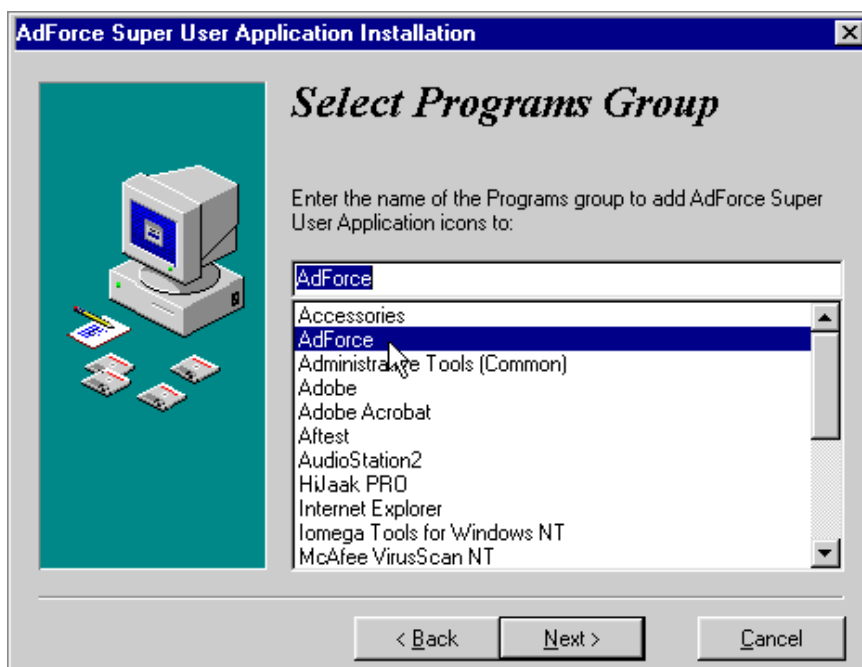 AdForce Super User Application Installation
Select Programs Group
Enter the name of the Programs group to add AdForce Super
User Application icons to:
AdForce
Accessories
AdForce
Administrative Tools (Common)
Adobe
Adobe Acrobat
Aftest
AudioStation2
HiJaak PRO
Internet Explorer
Iomega Tools for Windows NT
McAfee VirusScan NT
< Back
Next >
Cancel